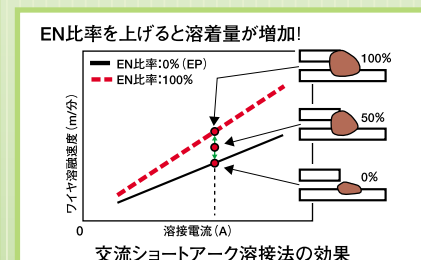 EN比率を上げると溶着量が増加!
EN比率:0%(EP)
EN比率:100%
100%
50%
0%
ワイヤ溶融速度(m/分)
0
溶接電流(A)
交流ショートアーク溶接法の効果